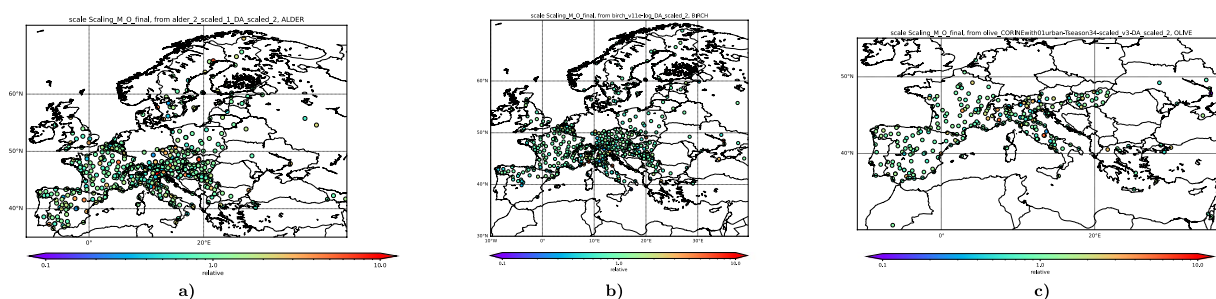 scale Scaling_M_O_final, from alder_2_scaled_1_DA_scaled_2, ALDER
60°N
50°N
40°N
0°
20°E
0.1
1.0
10.0
relative
a)
scale Scaling_M_O_final, from birch_v11e-log_DA_scaled_2, BIRCH
60°N
50°N
40°N
30°N
10°W
0°
10°E
20°E
30°E
0.1
1.0
10.0
relative
b)
scale Scaling_M_O_final, from olive_CORINEwith01urban-Tseason34-scaled_v3-DA_scaled_2, OLIVE
50°N
40°N
0°
20°E
0.1
1.0
10.0
relative
c)